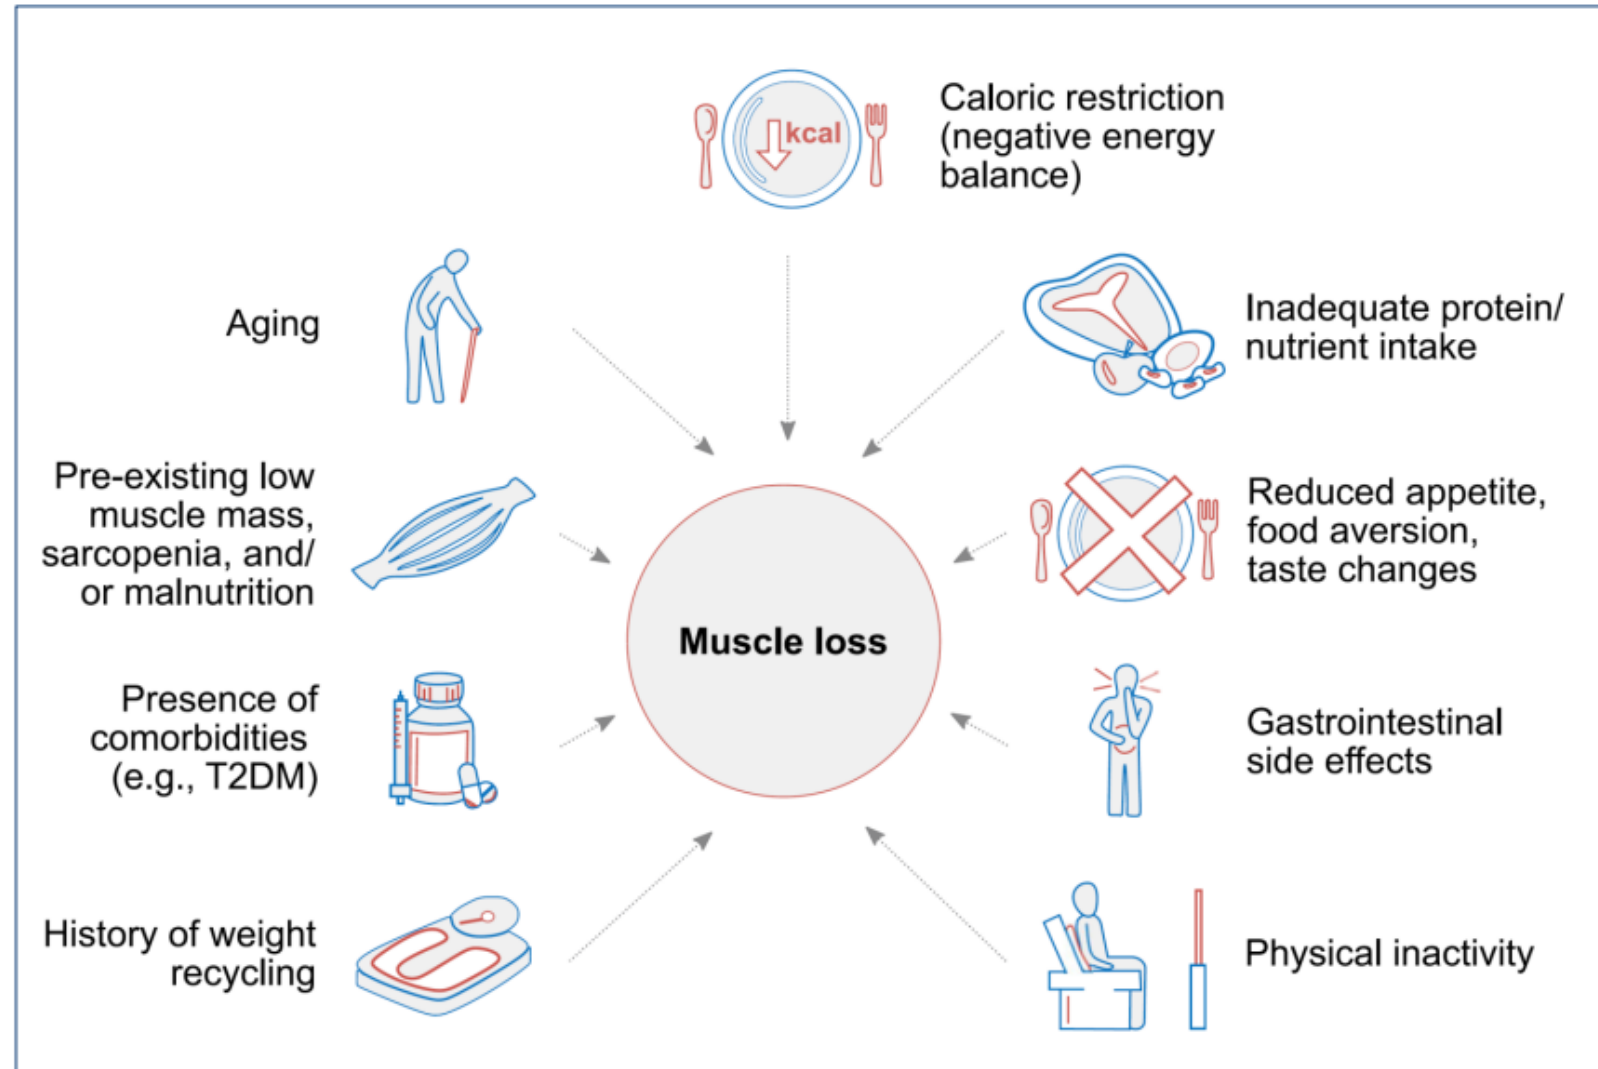 kcal
Caloric restriction
(negative energy
balance)
Aging
Inadequate protein/
nutrient intake
Pre-existing low
muscle mass,
sarcopenia, and/
or malnutrition
Reduced appetite,
food aversion,
taste changes
Muscle loss
Presence of
comorbidities
(e.g., T2DM)
Gastrointestinal
side effects
History of weight
recycling
Physical inactivity